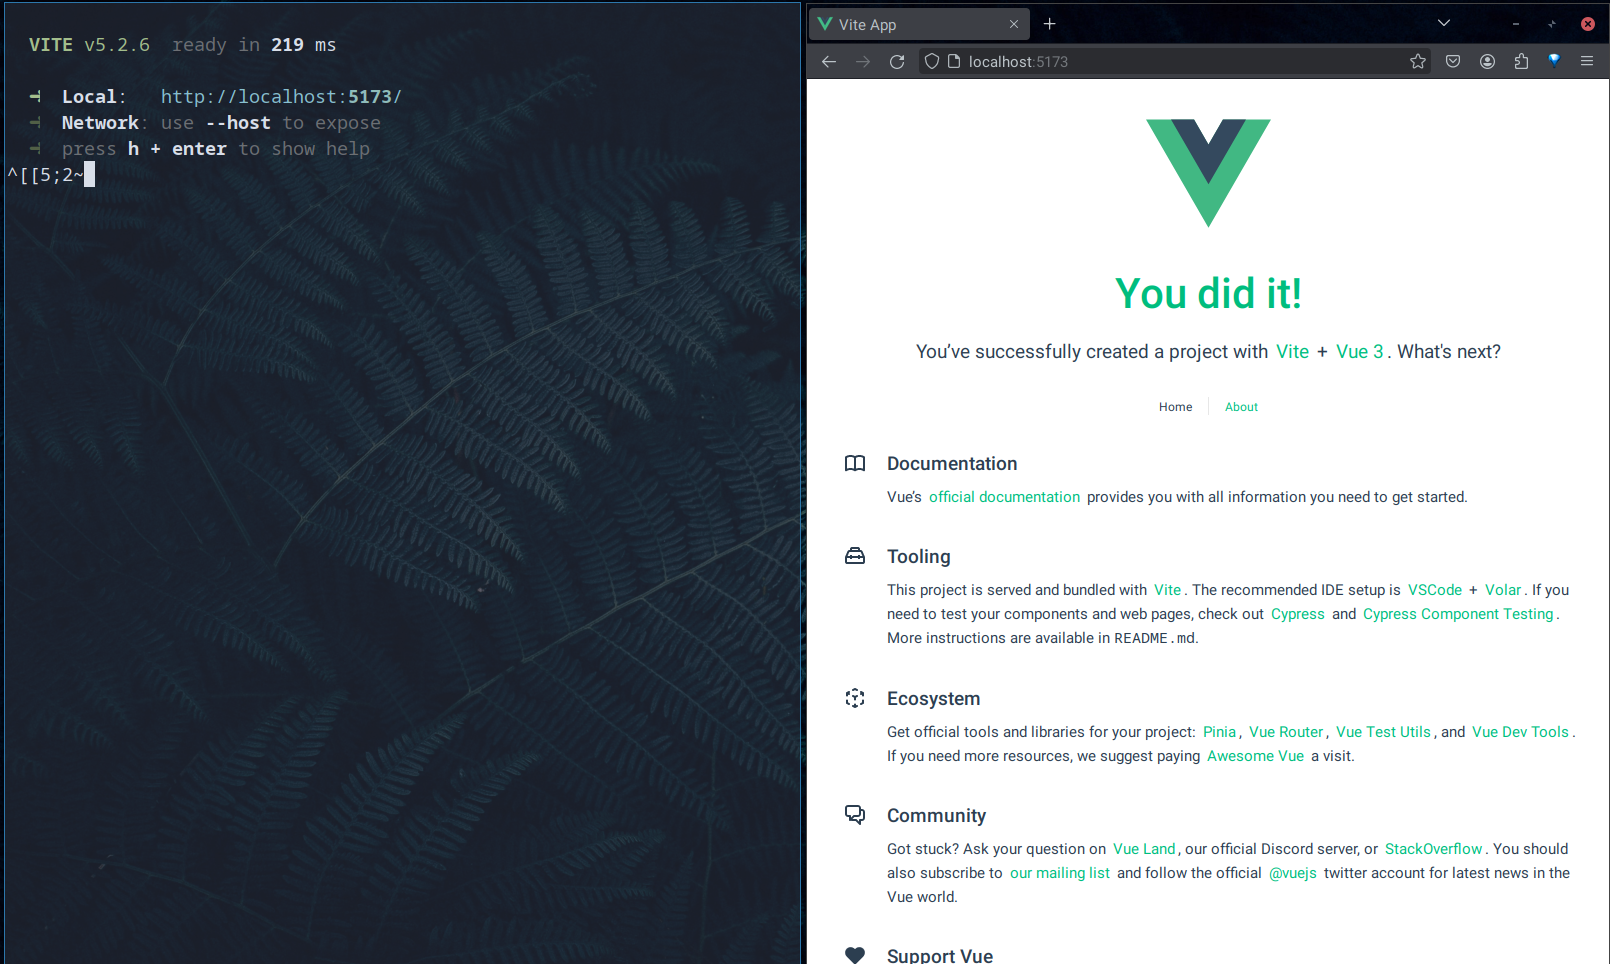 VITE v5.2.6 ready in 219 ms
➜ Local: http://localhost:5173/
➜ Network: use --host to expose
➜ press h + enter to show help
^[[5;2~
Vite App
localhost:5173
You did it!
You’ve successfully created a project with Vite + Vue 3. What's next?
Home About
Documentation
Vue’s official documentation provides you with all information you need to get started.
Tooling
This project is served and bundled with Vite. The recommended IDE setup is VSCode + Volar. If you
need to test your components and web pages, check out Cypress and Cypress Component Testing.
More instructions are available in README.md.
Ecosystem
Get official tools and libraries for your project: Pinia, Vue Router, Vue Test Utils, and Vue Dev Tools.
If you need more resources, we suggest paying Awesome Vue a visit.
Community
Got stuck? Ask your question on Vue Land, our official Discord server, or StackOverflow. You should
also subscribe to our mailing list and follow the official @vuejs twitter account for latest news in the
Vue world.
Support Vue